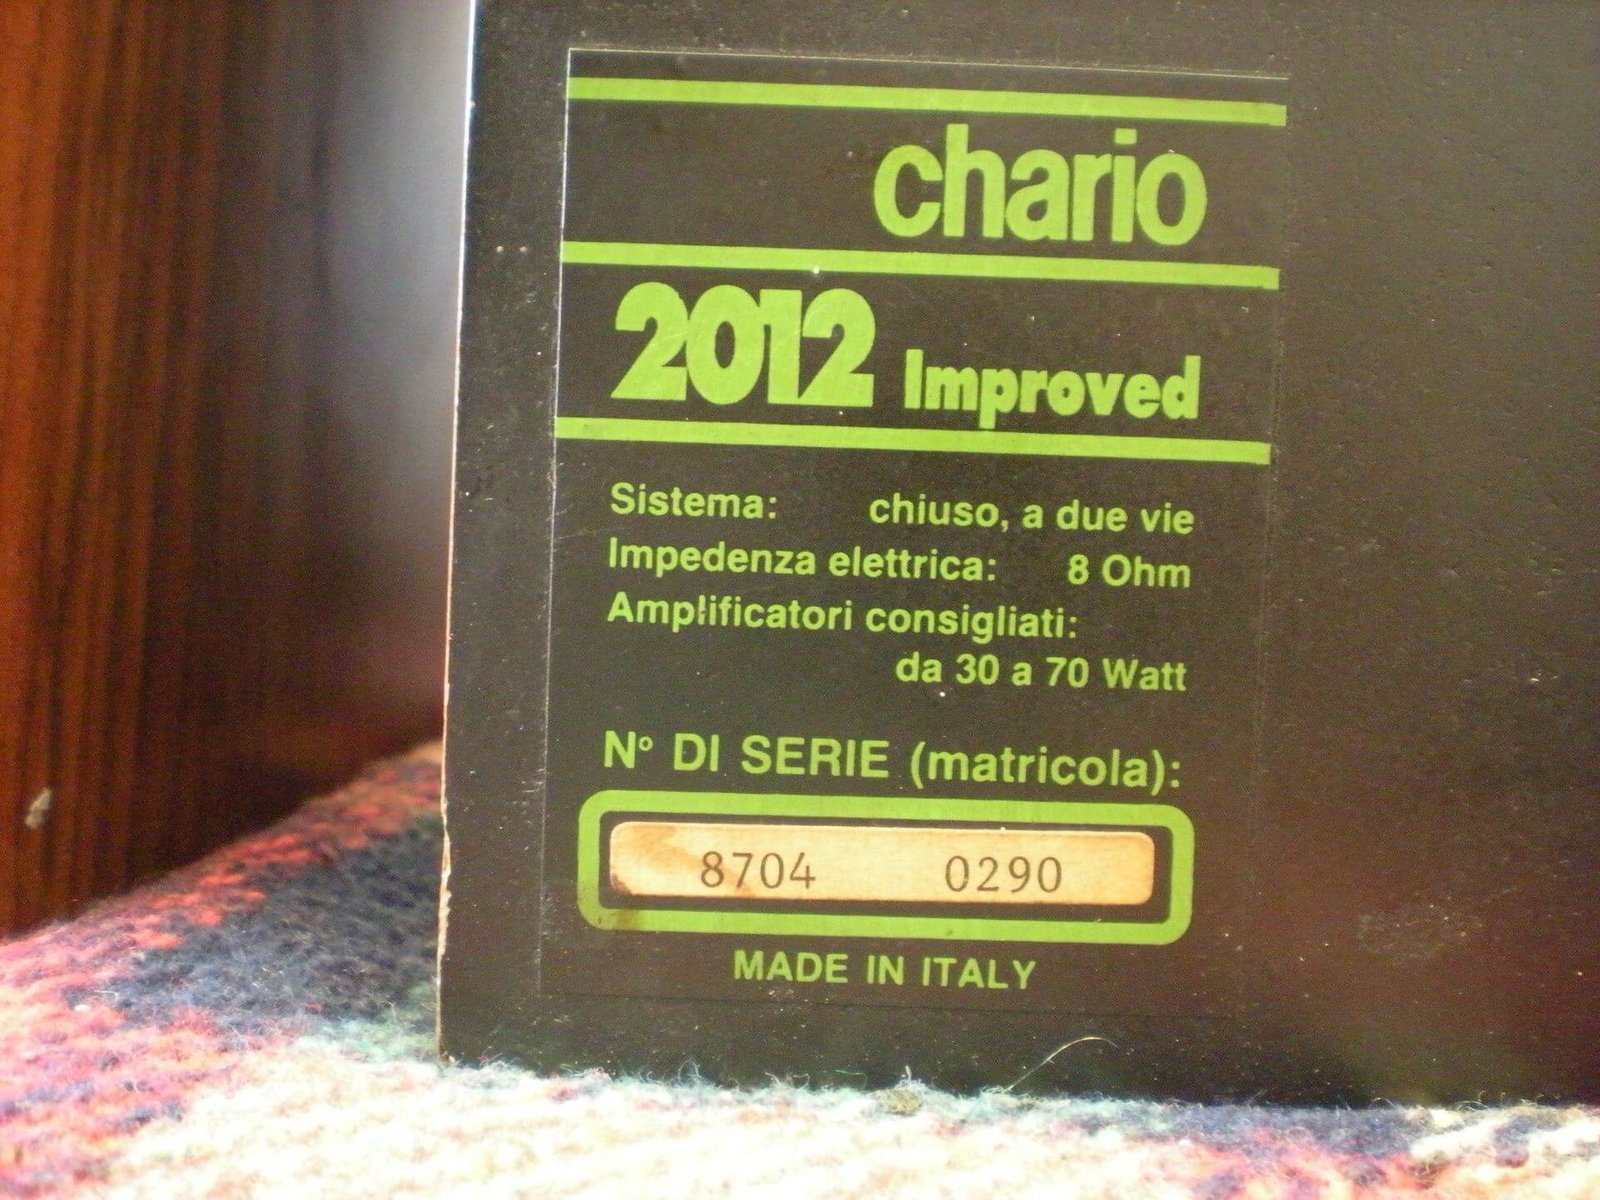 chario
2012 Improved
Sistema: chiuso, a due vie
Impedenza elettrica: 8 Ohm
Amplificatori consigliati:
da 30 a 70 Watt
Nº DI SERIE (matricola):
8704 0290
MADE IN ITALY